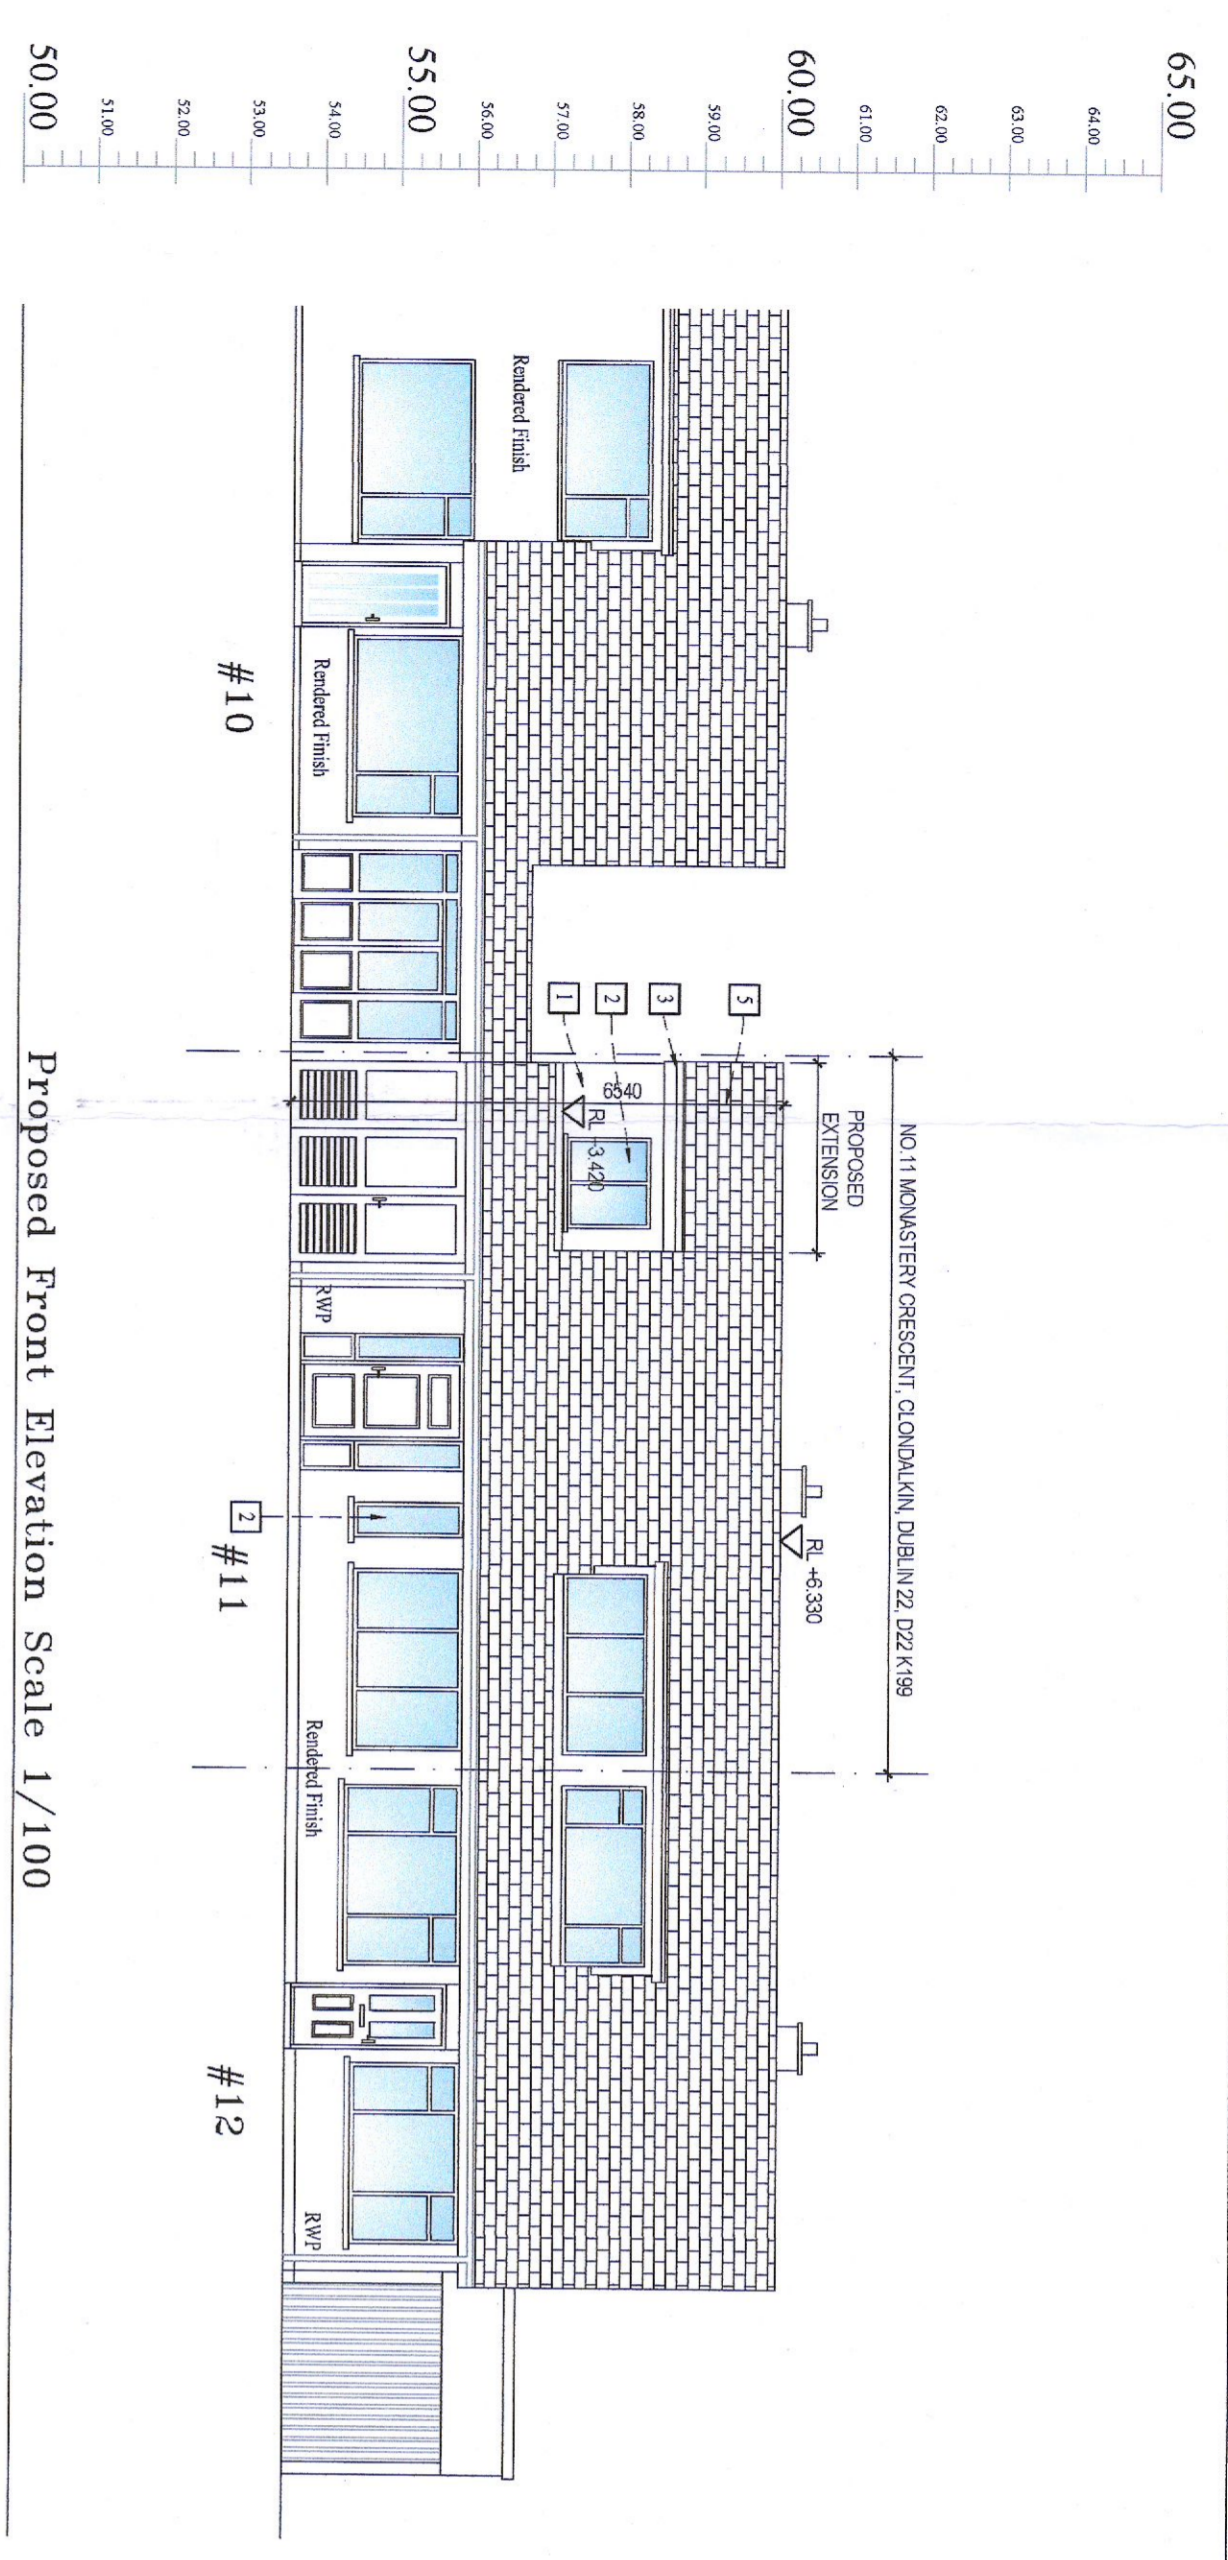 65.00
64.00
63.00
62.00
61.00
60.00
59.00
58.00
57.00
56.00
55.00
54.00
53.00
52.00
51.00
50.00
NO.11 MONASTERY CRESCENT, CLONDALKIN, DUBLIN 22, D22 K199
PROPOSED
EXTENSION
RL +6.330
5
3
2
1
6540
RL +3.420
Rendered Finish
Rendered Finish
RWP
2
Rendered Finish
RWP
#10
#11
#12
Proposed Front Elevation Scale 1/100